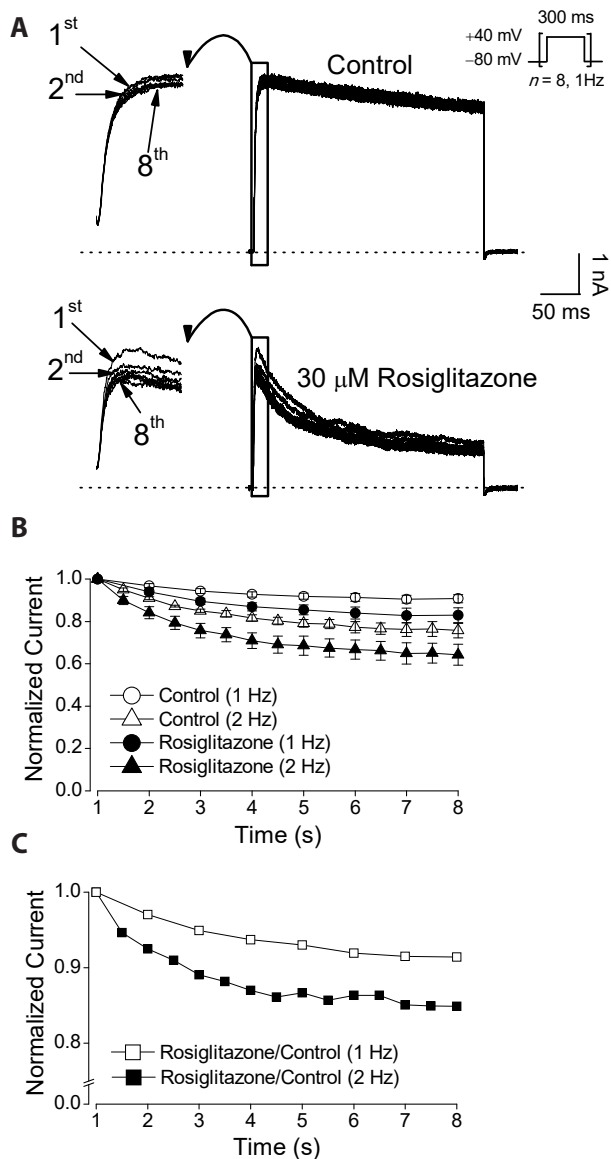 A
1st
2nd
8th
Control
300 ms
+40 mV
−80 mV
n = 8, 1Hz
1 nA
50 ms
1st
2nd
8th
30 μM Rosiglitazone
B
Normalized Current
1.0
0.8
0.6
0.4
0.2
0.0
Control (1 Hz)
Control (2 Hz)
Rosiglitazone (1 Hz)
Rosiglitazone (2 Hz)
1 2 3 4 5 6 7 8
Time (s)
C
Normalized Current
1.0
0.9
0.8
0.0
Rosiglitazone/Control (1 Hz)
Rosiglitazone/Control (2 Hz)
1 2 3 4 5 6 7 8
Time (s)